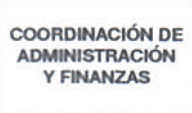 COORDINACIÓN DE
ADMINISTRACIÓN
Y FINANZAS